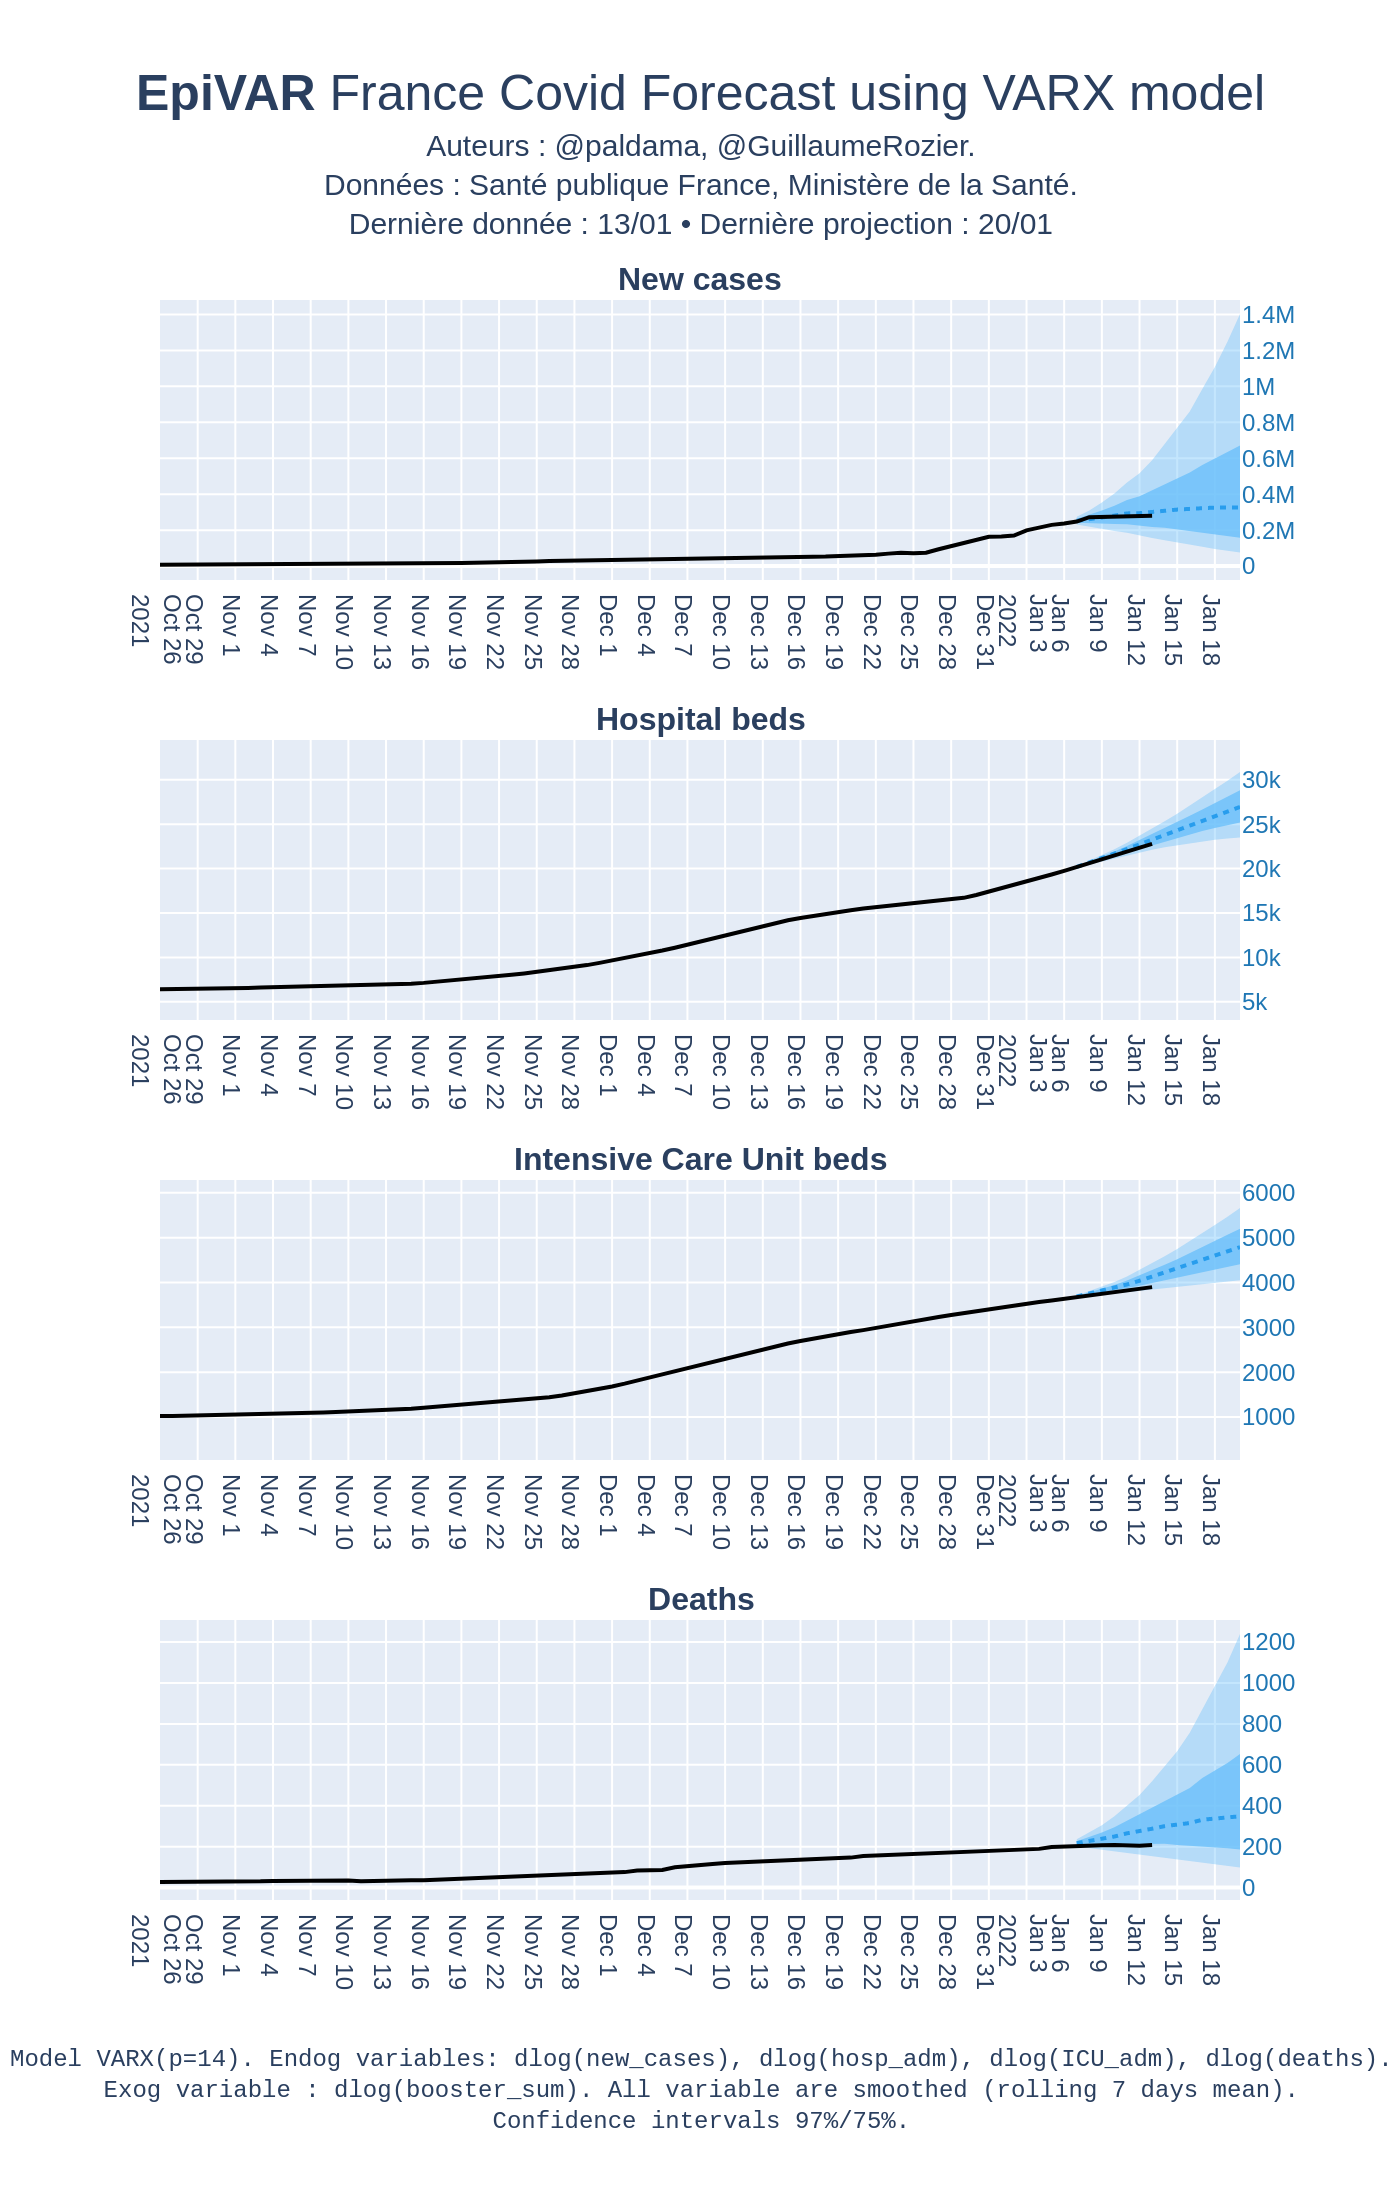 EpiVAR France Covid Forecast using VARX model
Auteurs : @paldama, @GuillaumeRozier.
Données : Santé publique France, Ministère de la Santé.
Dernière donnée : 13/01 • Dernière projection : 20/01
New cases
1.4M
1.2M
1M
0.8M
0.6M
0.4M
0.2M
0
Oct 26
2021
Oct 29
Nov 1
Nov 4
Nov 7
Nov 10
Nov 13
Nov 16
Nov 19
Nov 22
Nov 25
Nov 28
Dec 1
Dec 4
Dec 7
Dec 10
Dec 13
Dec 16
Dec 19
Dec 22
Dec 25
Dec 28
Dec 31
Jan 3
2022
Jan 6
Jan 9
Jan 12
Jan 15
Jan 18
Hospital beds
30k
25k
20k
15k
10k
5k
Oct 26
2021
Oct 29
Nov 1
Nov 4
Nov 7
Nov 10
Nov 13
Nov 16
Nov 19
Nov 22
Nov 25
Nov 28
Dec 1
Dec 4
Dec 7
Dec 10
Dec 13
Dec 16
Dec 19
Dec 22
Dec 25
Dec 28
Dec 31
Jan 3
2022
Jan 6
Jan 9
Jan 12
Jan 15
Jan 18
Intensive Care Unit beds
6000
5000
4000
3000
2000
1000
Oct 26
2021
Oct 29
Nov 1
Nov 4
Nov 7
Nov 10
Nov 13
Nov 16
Nov 19
Nov 22
Nov 25
Nov 28
Dec 1
Dec 4
Dec 7
Dec 10
Dec 13
Dec 16
Dec 19
Dec 22
Dec 25
Dec 28
Dec 31
Jan 3
2022
Jan 6
Jan 9
Jan 12
Jan 15
Jan 18
Deaths
1200
1000
800
600
400
200
0
Oct 26
2021
Oct 29
Nov 1
Nov 4
Nov 7
Nov 10
Nov 13
Nov 16
Nov 19
Nov 22
Nov 25
Nov 28
Dec 1
Dec 4
Dec 7
Dec 10
Dec 13
Dec 16
Dec 19
Dec 22
Dec 25
Dec 28
Dec 31
Jan 3
2022
Jan 6
Jan 9
Jan 12
Jan 15
Jan 18
Model VARX(p=14). Endog variables: dlog(new_cases), dlog(hosp_adm), dlog(ICU_adm), dlog(deaths).
Exog variable : dlog(booster_sum). All variable are smoothed (rolling 7 days mean).
Confidence intervals 97%/75%.